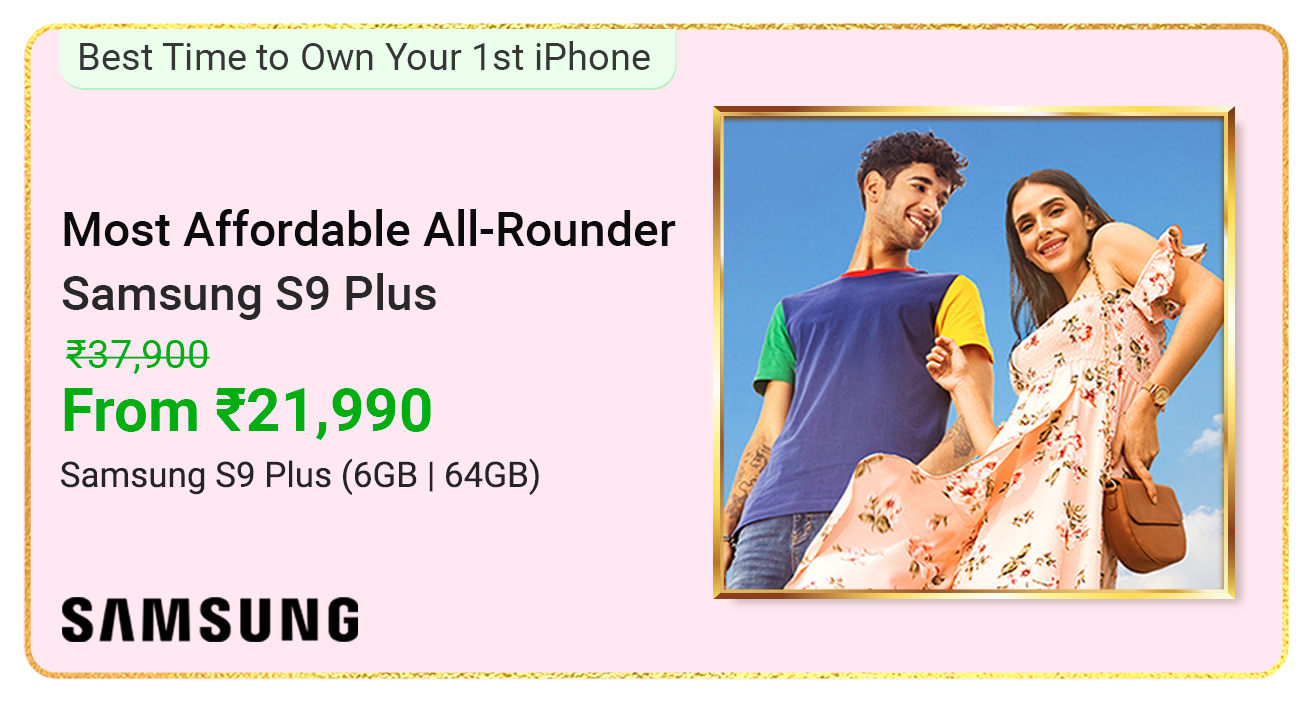 Best Time to Own Your 1st iPhone
Most Affordable All-Rounder
Samsung S9 Plus
₹37,900
From ₹21,990
Samsung S9 Plus (6GB | 64GB)
SAMSUNG